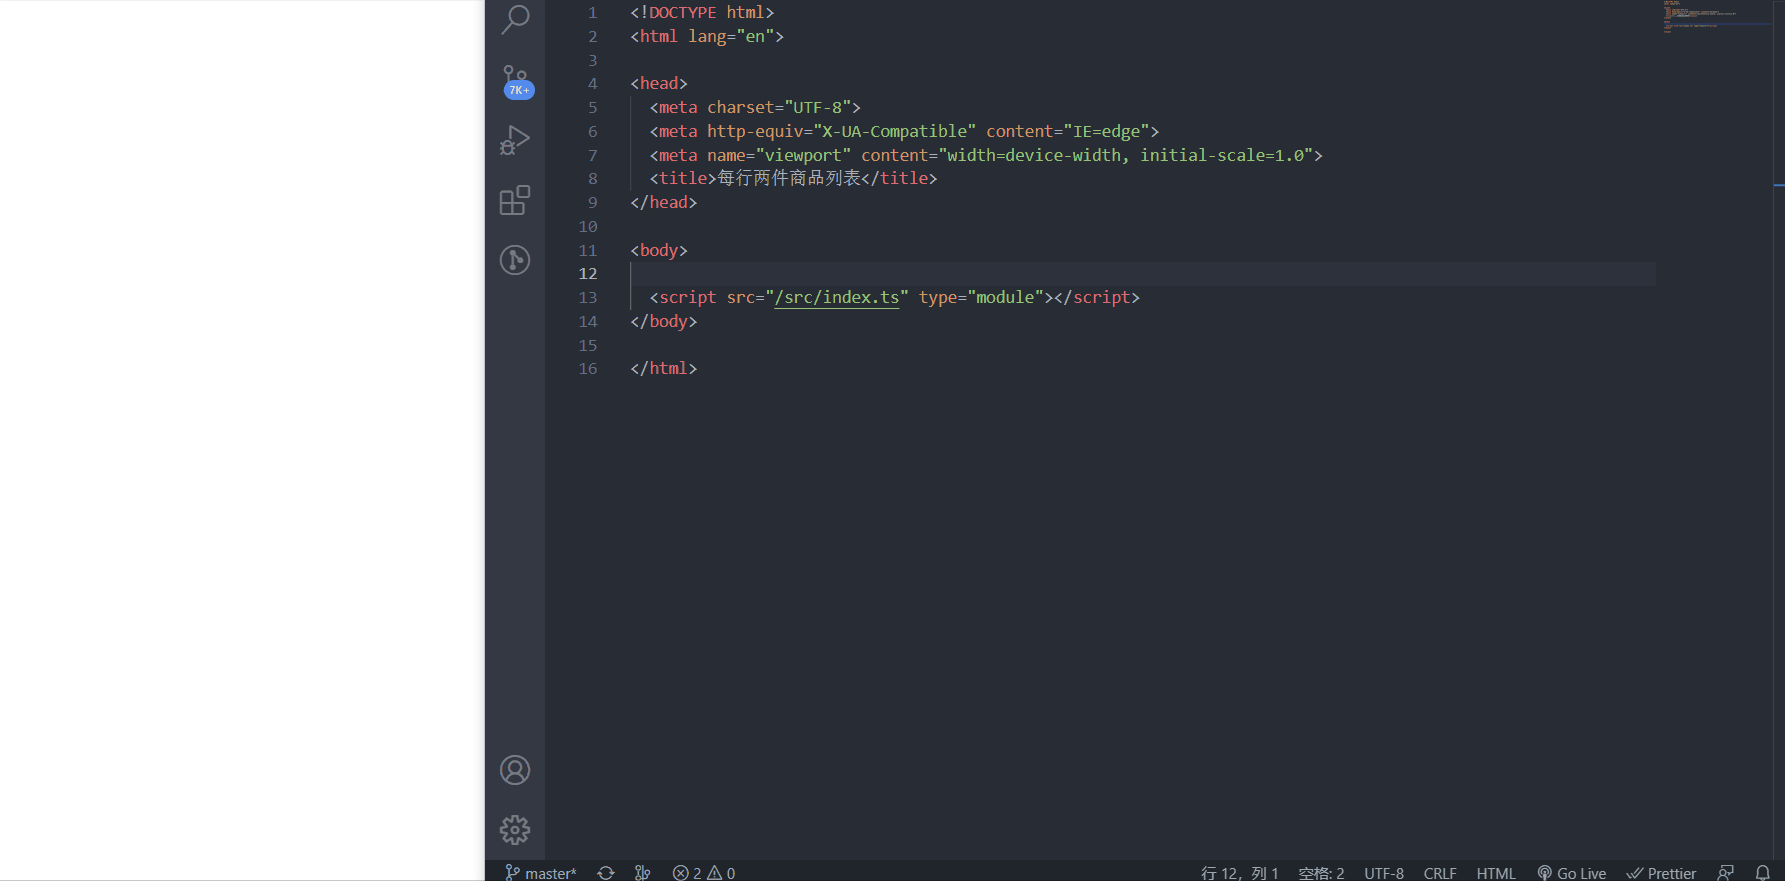 7K+
1 <!DOCTYPE html>
2 <html lang="en">
3
4 <head>
5 <meta charset="UTF-8">
6 <meta http-equiv="X-UA-Compatible" content="IE=edge">
7 <meta name="viewport" content="width=device-width, initial-scale=1.0">
8 <title>每行两件商品列表</title>
9 </head>
10
11 <body>
12
13 <script src="/src/index.ts" type="module"></script>
14 </body>
15
16 </html>
master* 2 0 行 12, 列 1 空格: 2 UTF-8 CRLF HTML Go Live Prettier